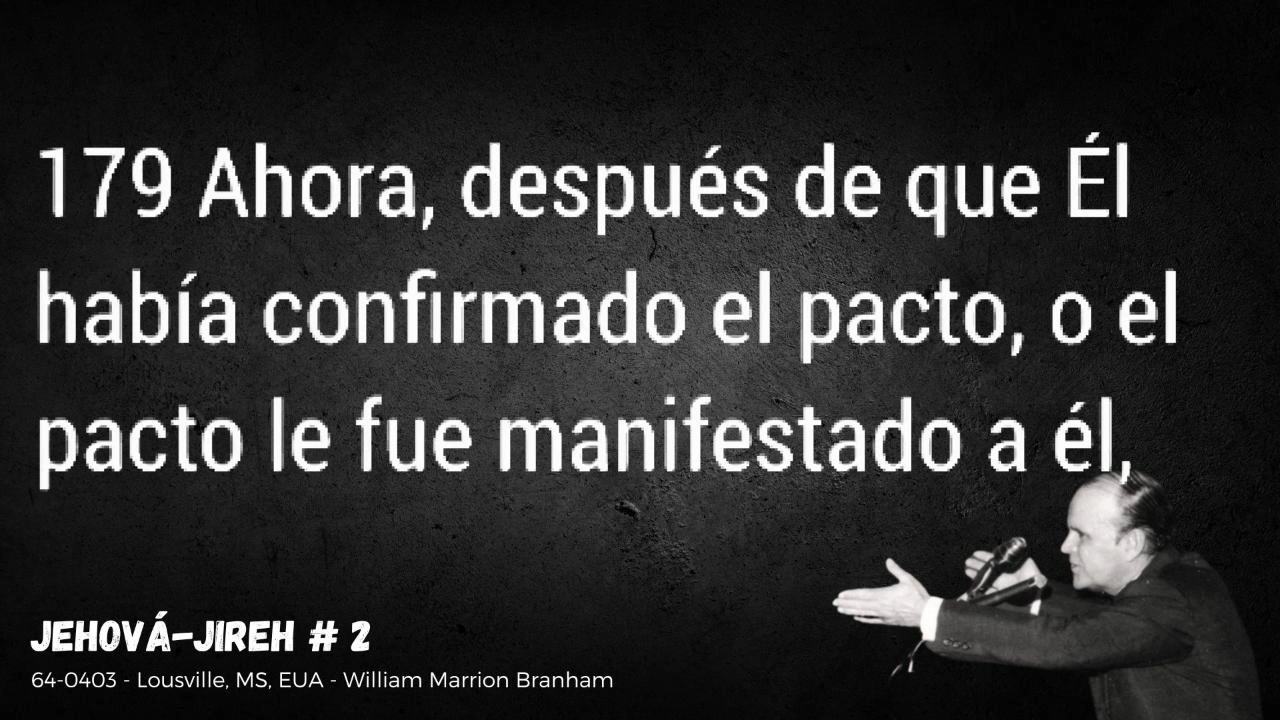 179 Ahora, después de que Él
había confirmado el pacto, o el
pacto le fue manifestado a él,
JEHOVÁ-JIREH # 2
64-0403 - Lousville, MS, EUA - William Marrion Branham